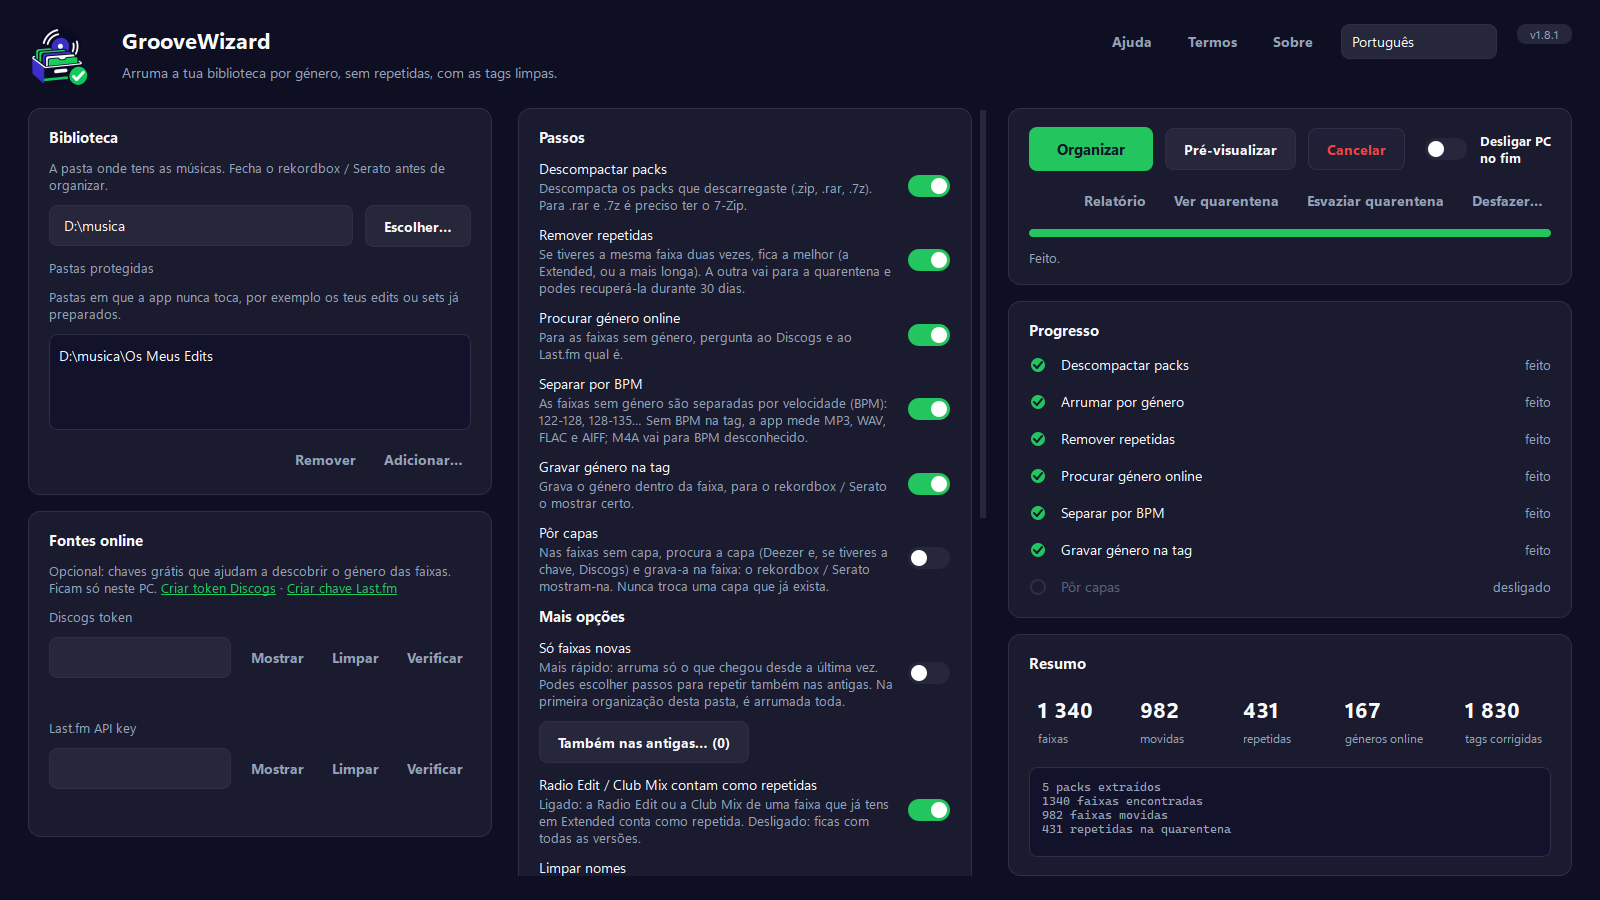 GrooveWizard
Arruma a tua biblioteca por género, sem repetidas, com as tags limpas.
Ajuda
Termos
Sobre
Português
v1.8.1
Biblioteca
A pasta onde tens as músicas. Fecha o rekordbox / Serato antes de
organizar.
D:\musica
Escolher...
Pastas protegidas
Pastas em que a app nunca toca, por exemplo os teus edits ou sets já
preparados.
D:\musica\Os Meus Edits
Remover
Adicionar...
Fontes online
Opcional: chaves grátis que ajudam a descobrir o género das faixas.
Ficam só neste PC. Criar token Discogs · Criar chave Last.fm
Discogs token
Mostrar
Limpar
Verificar
Last.fm API key
Mostrar
Limpar
Verificar
Passos
Descompactar packs
Descompacta os packs que descarregaste (.zip, .rar, .7z).
Para .rar e .7z é preciso ter o 7-Zip.
Remover repetidas
Se tiveres a mesma faixa duas vezes, fica a melhor (a
Extended, ou a mais longa). A outra vai para a quarentena e
podes recuperá-la durante 30 dias.
Procurar género online
Para as faixas sem género, pergunta ao Discogs e ao
Last.fm qual é.
Separar por BPM
As faixas sem género são separadas por velocidade (BPM):
122-128, 128-135... Sem BPM na tag, a app mede MP3, WAV,
FLAC e AIFF; M4A vai para BPM desconhecido.
Gravar género na tag
Grava o género dentro da faixa, para o rekordbox / Serato
o mostrar certo.
Pôr capas
Nas faixas sem capa, procura a capa (Deezer e, se tiveres a
chave, Discogs) e grava-a na faixa: o rekordbox / Serato
mostram-na. Nunca troca uma capa que já exista.
Mais opções
Só faixas novas
Mais rápido: arruma só o que chegou desde a última vez.
Podes escolher passos para repetir também nas antigas. Na
primeira organização desta pasta, é arrumada toda.
Também nas antigas... (0)
Radio Edit / Club Mix contam como repetidas
Ligado: a Radio Edit ou a Club Mix de uma faixa que já tens
em Extended conta como repetida. Desligado: ficas com
todas as versões.
Limpar nomes
Organizar
Pré-visualizar
Cancelar
Desligar PC
no fim
Relatório
Ver quarentena
Esvaziar quarentena
Desfazer...
Feito.
Progresso
Descompactar packs feito
Arrumar por género feito
Remover repetidas feito
Procurar género online feito
Separar por BPM feito
Gravar género na tag feito
Pôr capas desligado
Resumo
1 340 982 431 167 1 830
faixas movidas repetidas géneros online tags corrigidas
5 packs extraídos
1340 faixas encontradas
982 faixas movidas
431 repetidas na quarentena